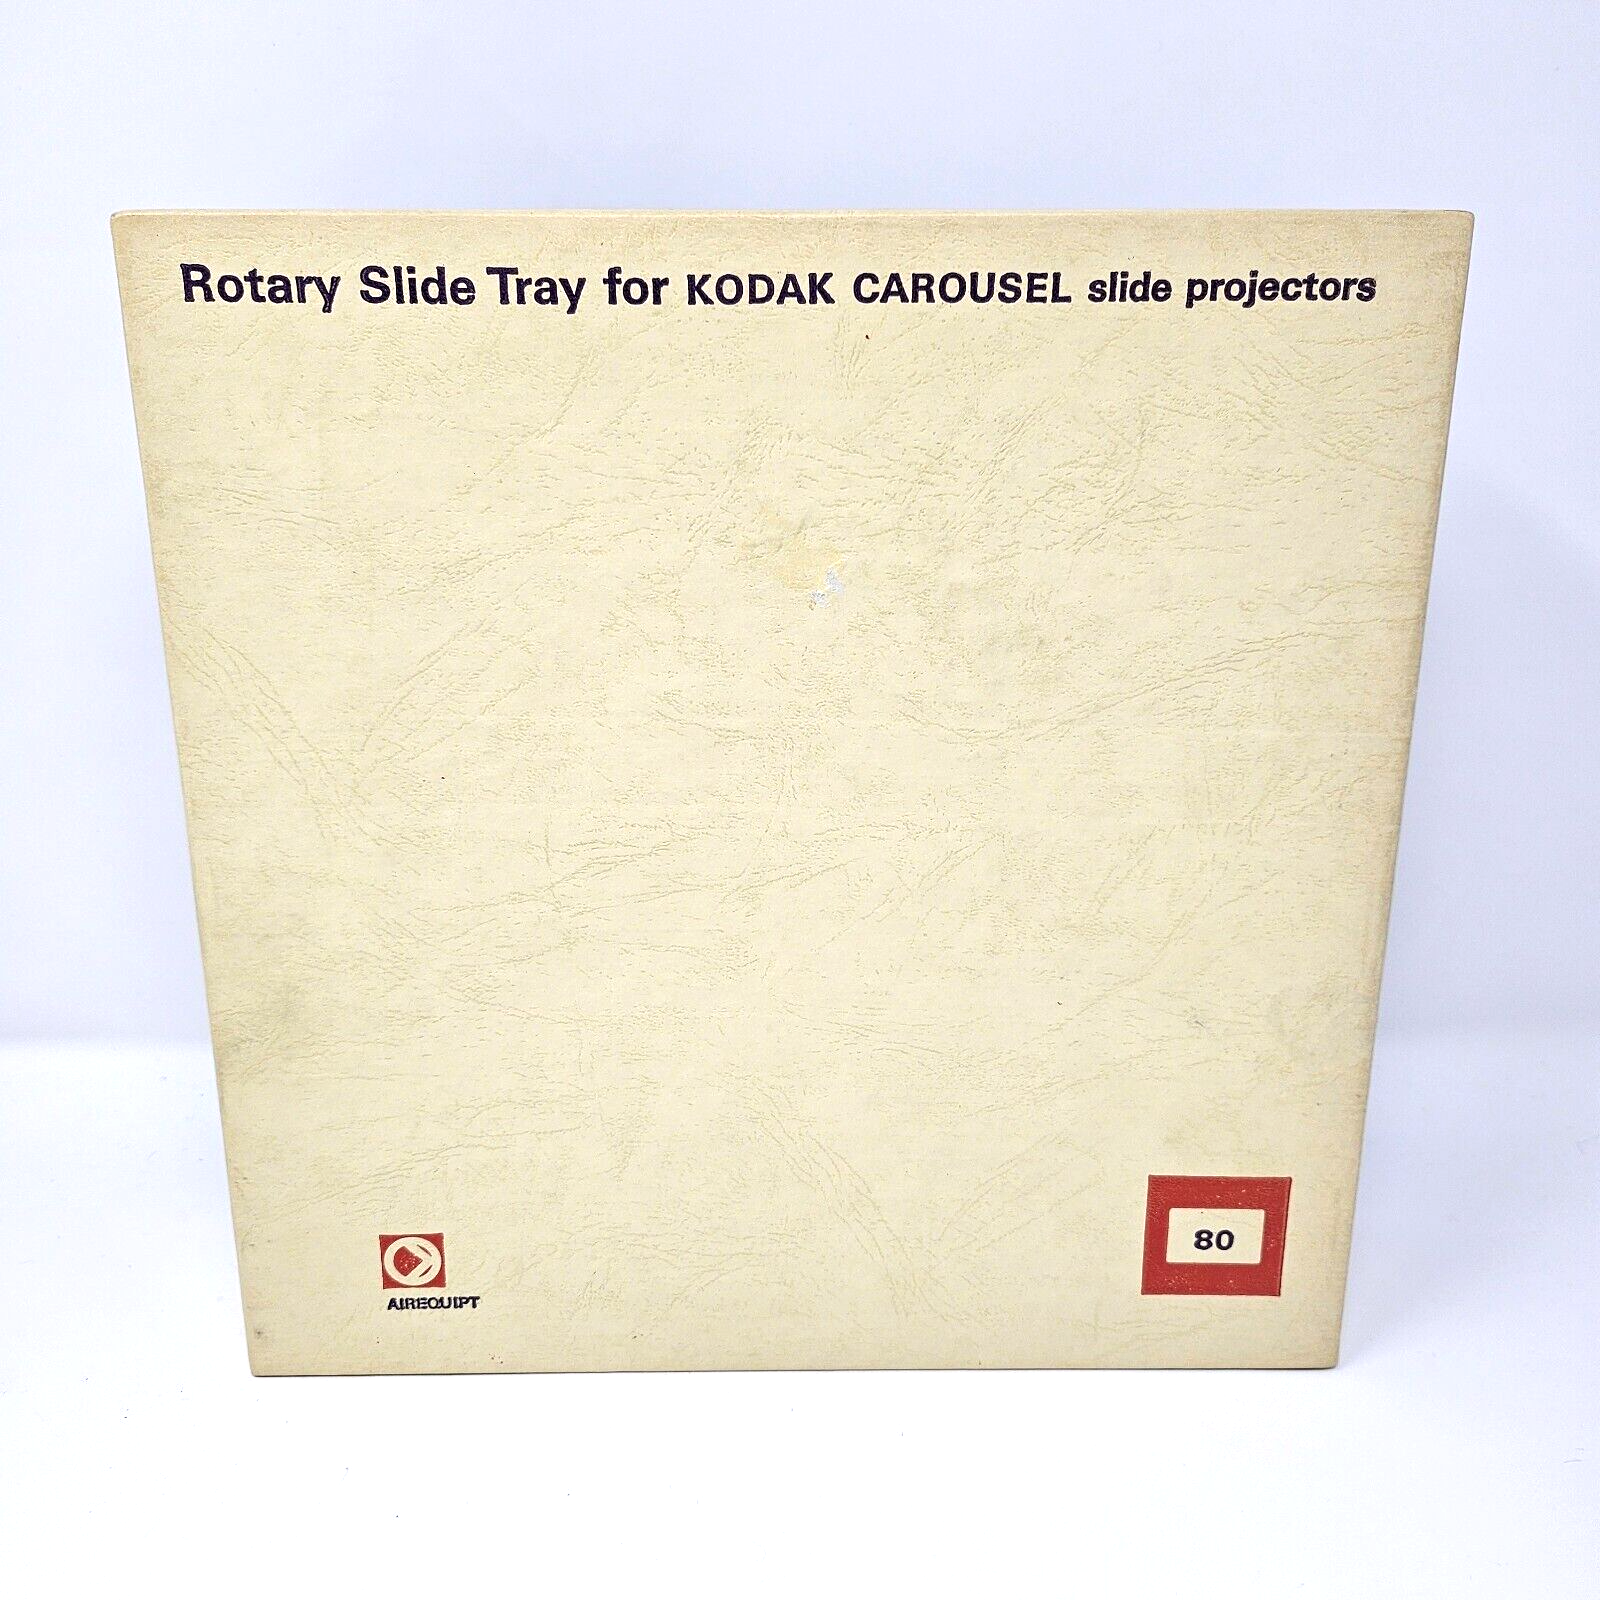 Rotary Slide Tray for KODAK CAROUSEL slide projectors
80
AIREQUIPT